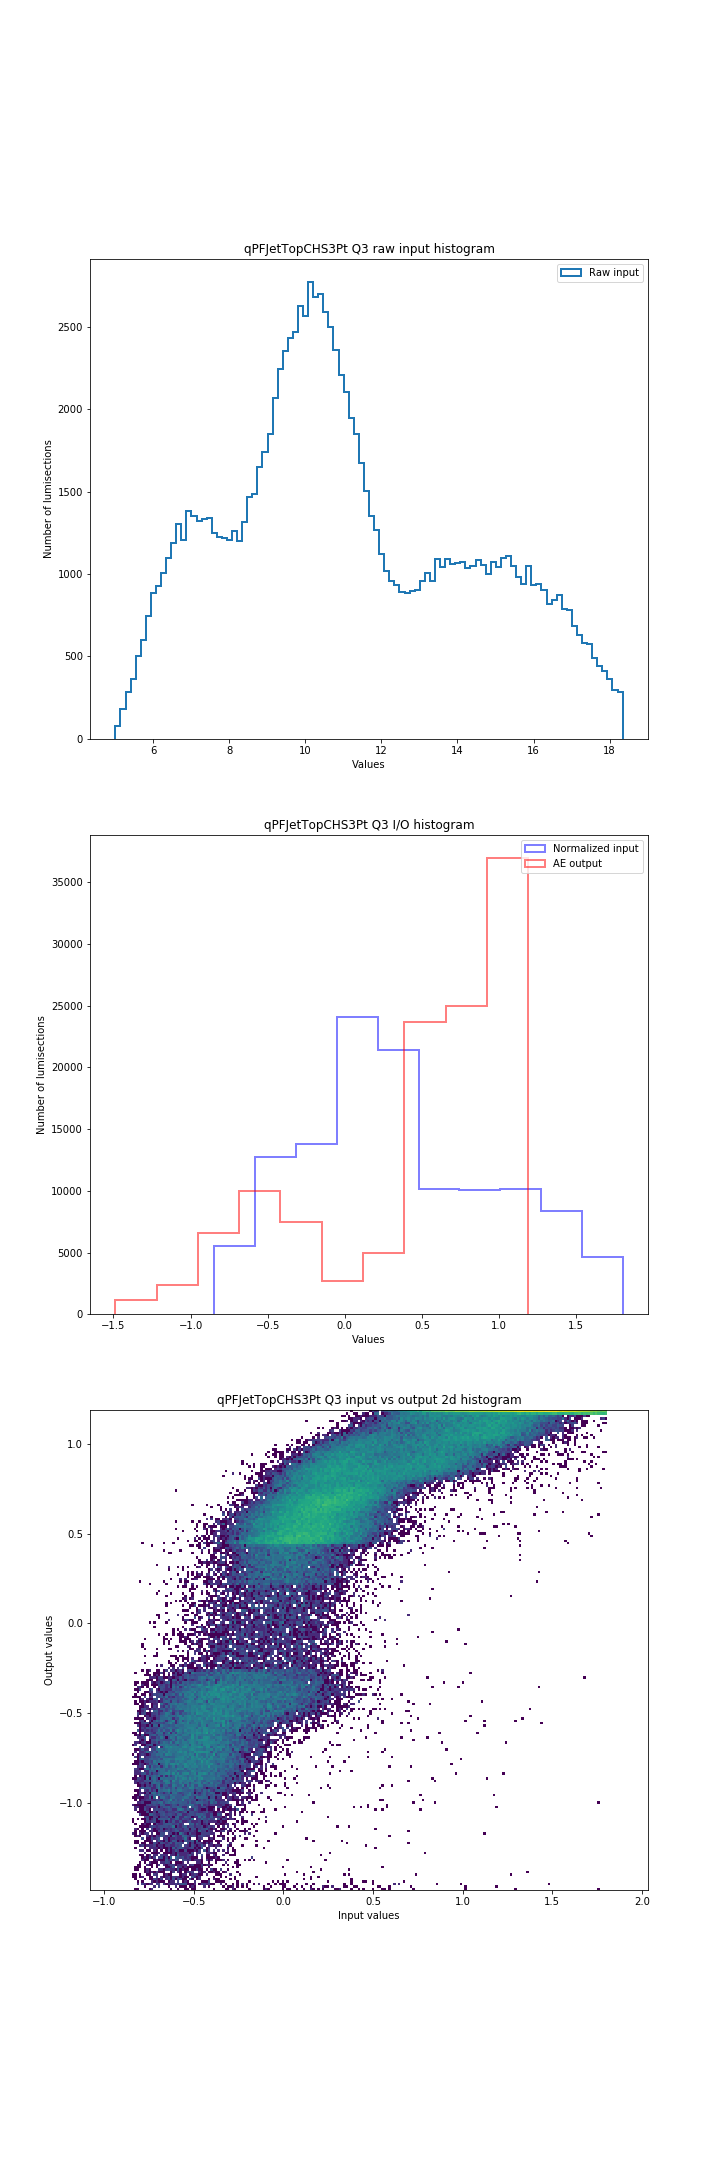 qPFJetTopCHS3Pt Q3 raw input histogram
Raw input
2500
2000
1500
1000
500
0
Number of lumisections
6 8 10 12 14 16 18
Values
qPFJetTopCHS3Pt Q3 I/O histogram
Normalized input
AE output
35000
30000
25000
20000
15000
10000
5000
0
Number of lumisections
−1.5 −1.0 −0.5 0.0 0.5 1.0 1.5
Values
qPFJetTopCHS3Pt Q3 input vs output 2d histogram
1.0
0.5
0.0
−0.5
−1.0
Output values
−1.0 −0.5 0.0 0.5 1.0 1.5 2.0
Input values